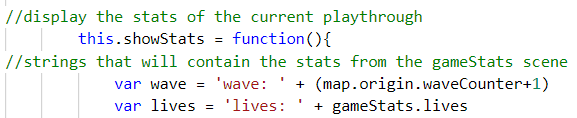 //display the stats of the current playthrough
this.showStats = function(){
//strings that will contain the stats from the gameStats scene
var wave = 'wave: ' + (map.origin.waveCounter+1)
var lives = 'lives: ' + gameStats.lives